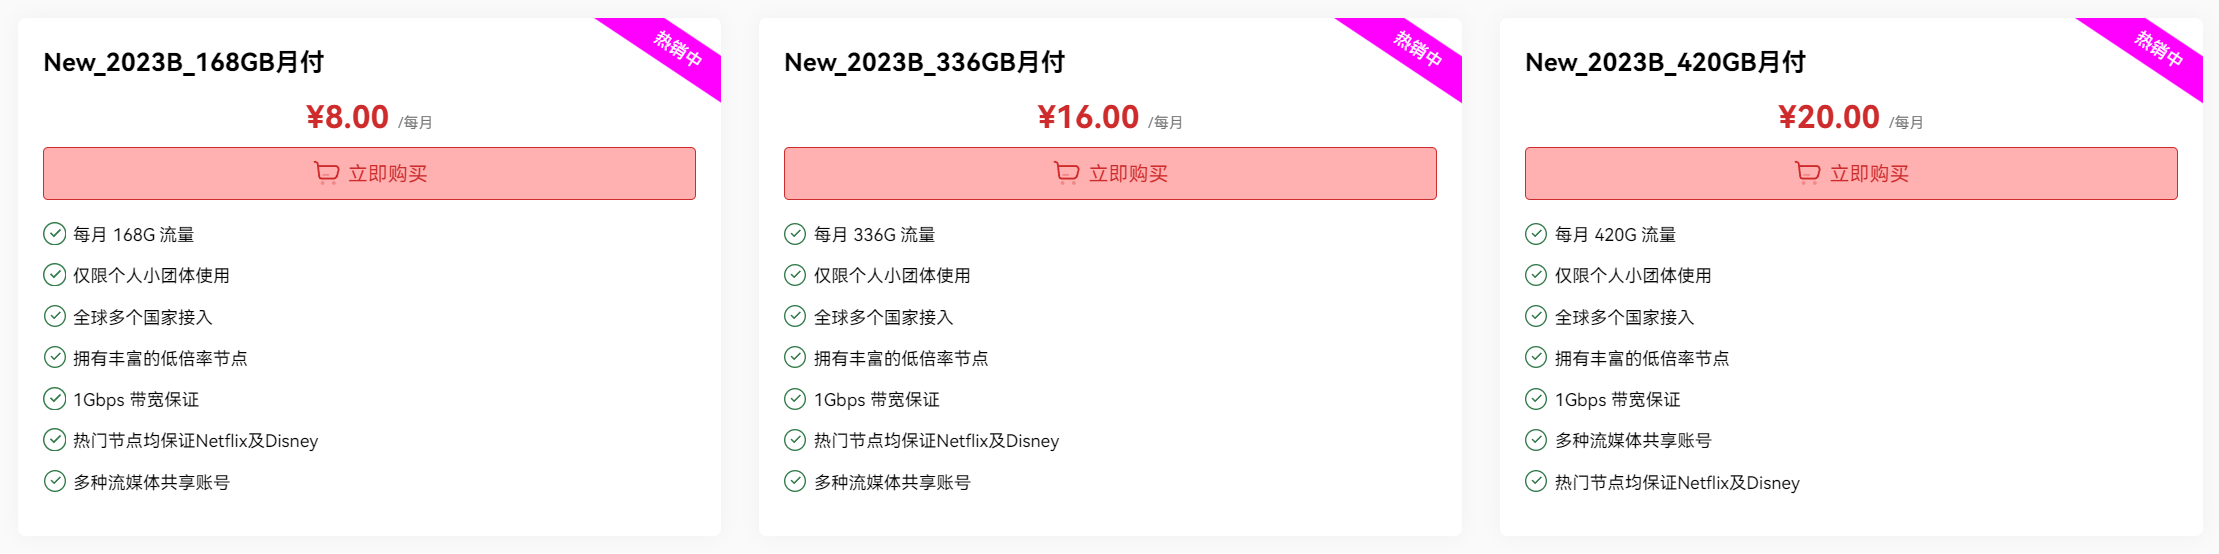 New_2023B_168GB月付
热销中
¥8.00 /每月
立即购买
每月 168G 流量
仅限个人小团体使用
全球多个国家接入
拥有丰富的低倍率节点
1Gbps 带宽保证
热门节点均保证Netflix及Disney
多种流媒体共享账号
New_2023B_336GB月付
热销中
¥16.00 /每月
立即购买
每月 336G 流量
仅限个人小团体使用
全球多个国家接入
拥有丰富的低倍率节点
1Gbps 带宽保证
热门节点均保证Netflix及Disney
多种流媒体共享账号
New_2023B_420GB月付
热销中
¥20.00 /每月
立即购买
每月 420G 流量
仅限个人小团体使用
全球多个国家接入
拥有丰富的低倍率节点
1Gbps 带宽保证
多种流媒体共享账号
热门节点均保证Netflix及Disney